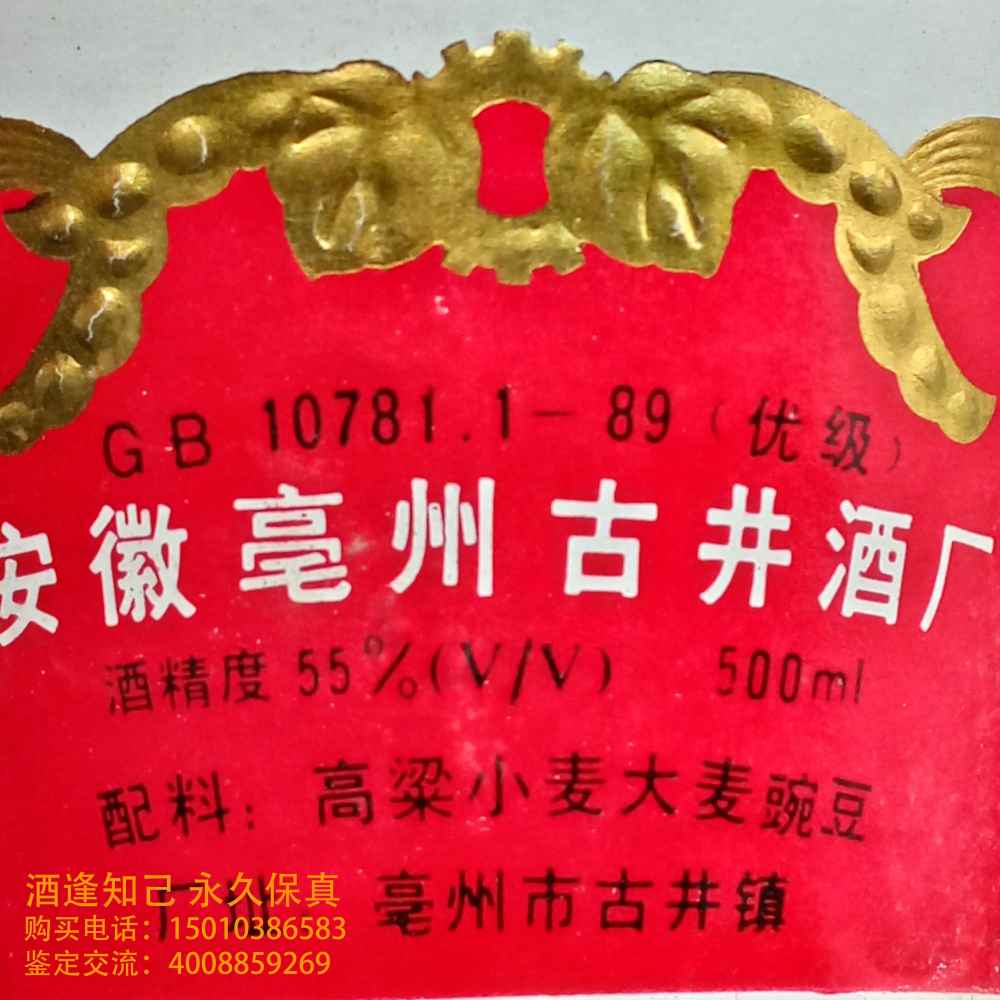 GB 10781.1-89(优级)
安徽亳州古井酒厂
酒精度 55%(V/V) 500ml
配料: 高粱小麦大麦豌豆
亳州市古井镇
酒逢知己 永久保真
购买电话：15010386583
鉴定交流：4008859269